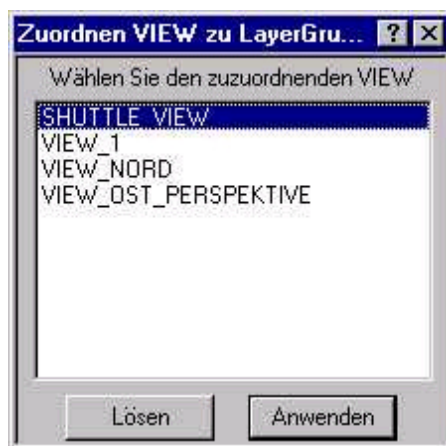 Zuordnen VIEW zu LayerGru...
Wählen Sie den zuzuordnenden VIEW
SHUTTLE_VIEW
VIEW_1
VIEW_NORD
VIEW_OST_PERSPEKTIVE
Lösen Anwenden